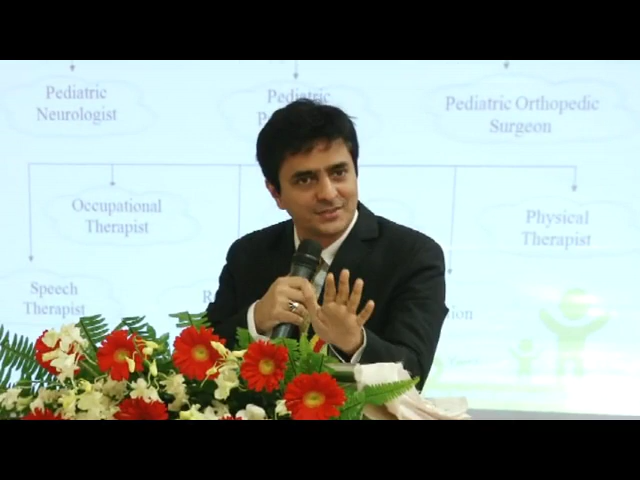 Pediatric
Neurologist
Pediatric
Pediatric Orthopedic
Surgeon
Occupational
Therapist
Physical
Therapist
Speech
Therapist